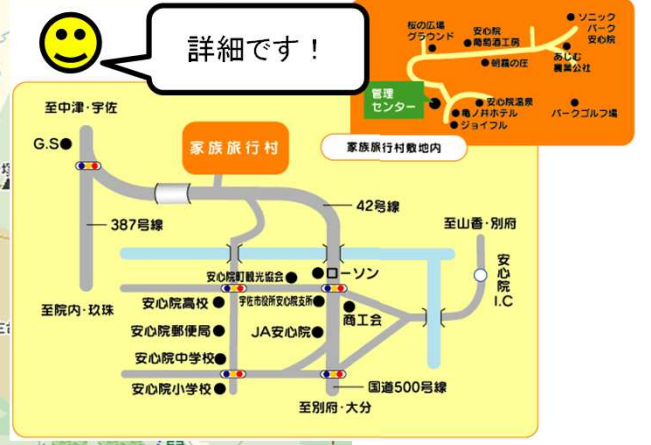 詳細です！
桜の広場
グラウンド
安心院
葡萄酒工房
ソニック
パーク
安心院
あじむ
農業公社
朝霧の庄
管理
センター
安心院温泉
亀ノ井ホテル
ジョイフル
パークゴルフ場
家族旅行村敷地内
至中津・宇佐
G.S
家族旅行村
42号線
387号線
至山香・別府
安心院I.C
安心院町観光協会
ローソン
至院内・玖珠
安心院高校
宇佐市役所安心院支所
商工会
安心院郵便局
JA安心院
安心院中学校
安心院小学校
国道500号線
至別府・大分